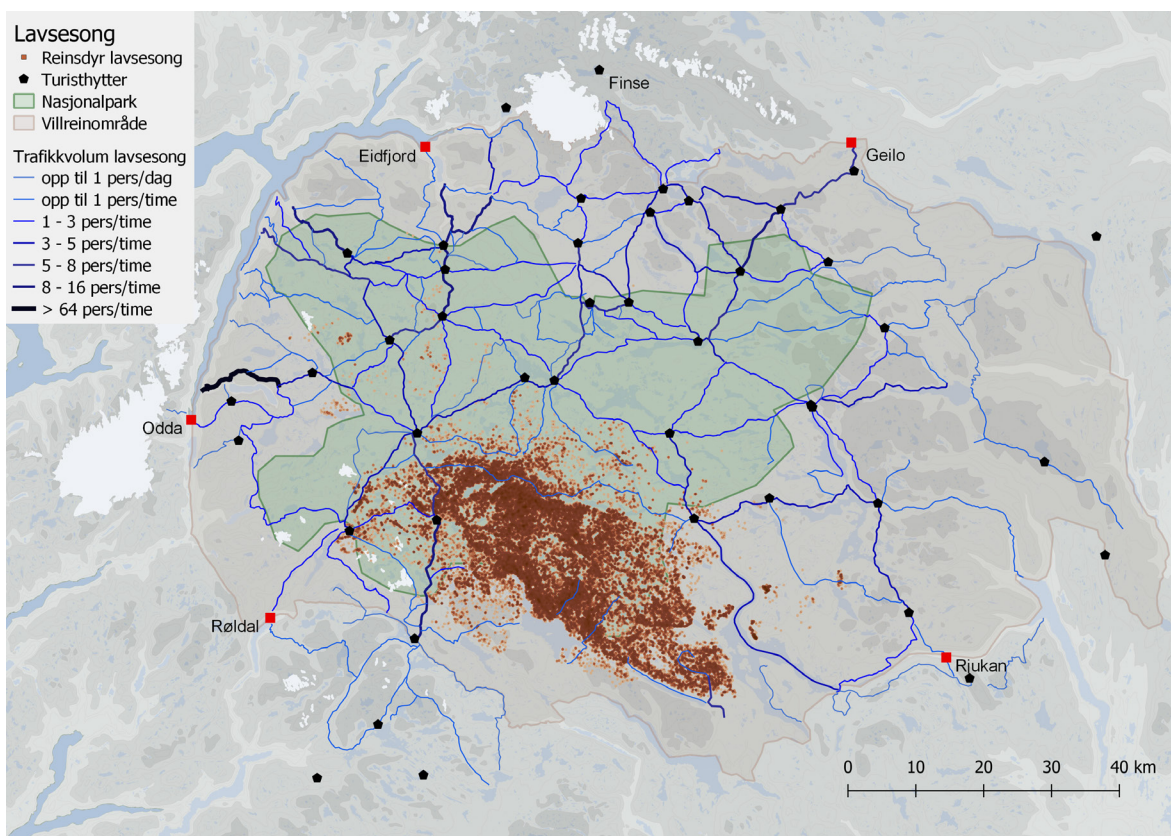 Lavsesong
Reinsdyr lavsesong
Turisthytter
Nasjonalpark
Villreinområde
Trafikkvolum lavsesong
opp til 1 pers/dag
opp til 1 pers/time
1 - 3 pers/time
3 - 5 pers/time
5 - 8 pers/time
8 - 16 pers/time
> 64 pers/time
Finse
Eidfjord
Geilo
Odda
Røldal
Rjukan
0 10 20 30 40 km